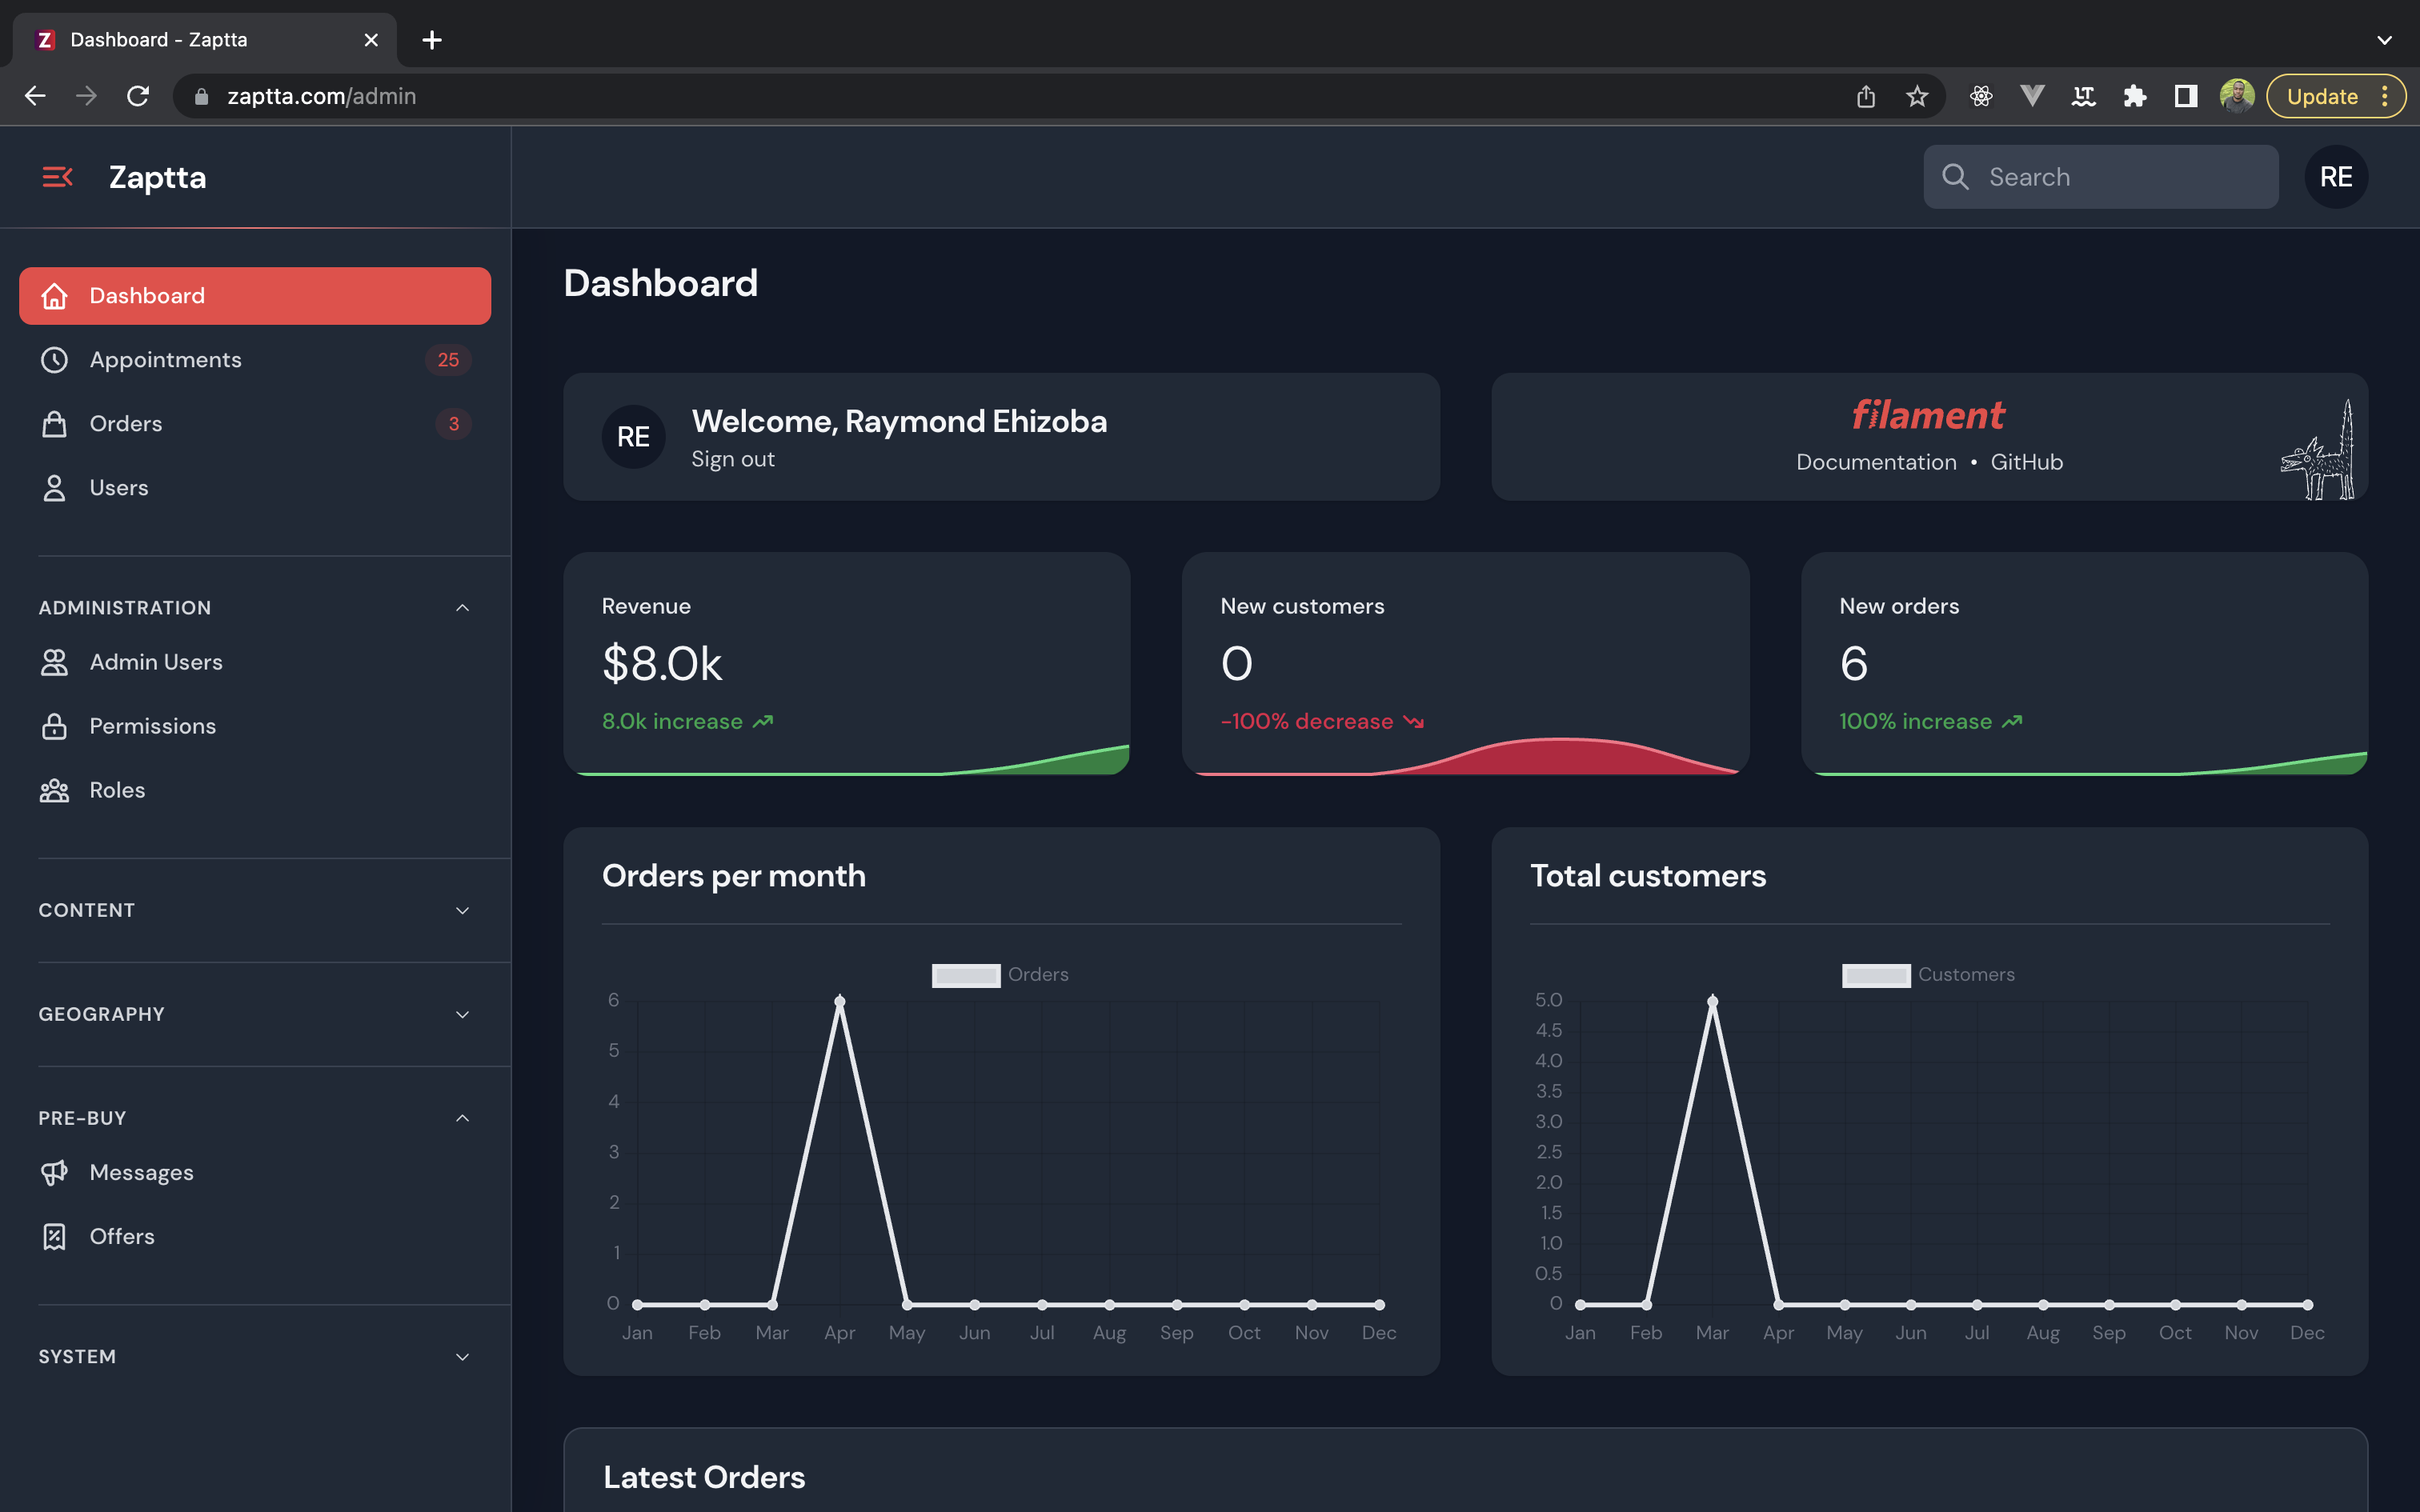 Z Dashboard - Zaptta
zaptta.com/admin
LT
Update
Zaptta
Search
RE
Dashboard
Appointments 25
Orders 3
Users
ADMINISTRATION
Admin Users
Permissions
Roles
CONTENT
GEOGRAPHY
PRE-BUY
Messages
Offers
SYSTEM
Dashboard
RE
Welcome, Raymond Ehizoba
Sign out
filament
Documentation • GitHub
Revenue
$8.0k
8.0k increase
New customers
0
-100% decrease
New orders
6
100% increase
Orders per month
Orders
6
5
4
3
2
1
0
Jan Feb Mar Apr May Jun Jul Aug Sep Oct Nov Dec
Total customers
Customers
5.0
4.5
4.0
3.5
3.0
2.5
2.0
1.5
1.0
0.5
0
Jan Feb Mar Apr May Jun Jul Aug Sep Oct Nov Dec
Latest Orders